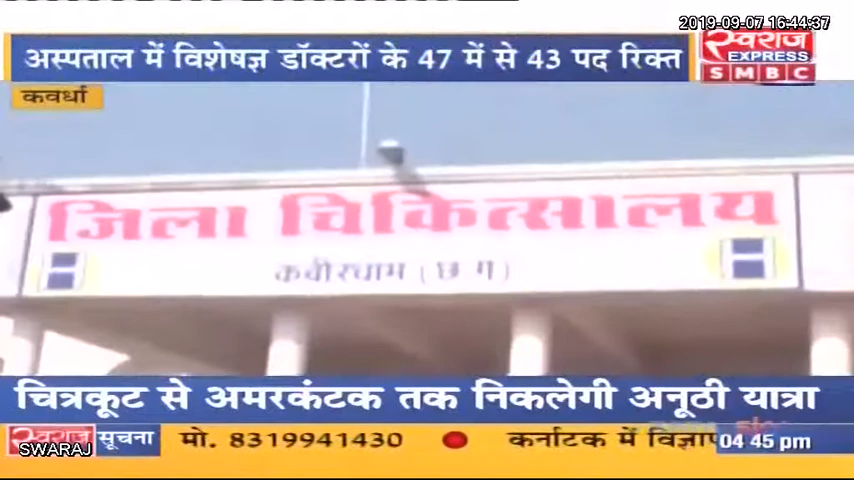 2019-09-07 16:44:37
अस्पताल में विशेषज्ञ डॉक्टरों के 47 में से 43 पद रिक्त
स्वराज
EXPRESS
SMBC
कवर्धा
जिला चिकित्सालय
H
कबीरधाम (छ ग)
H
चित्रकूट से अमरकंटक तक निकलेगी अनूठी यात्रा
स्वराज सूचना
SWARAJ
मो. 8319941430
कर्नाटक में
04 45 pm